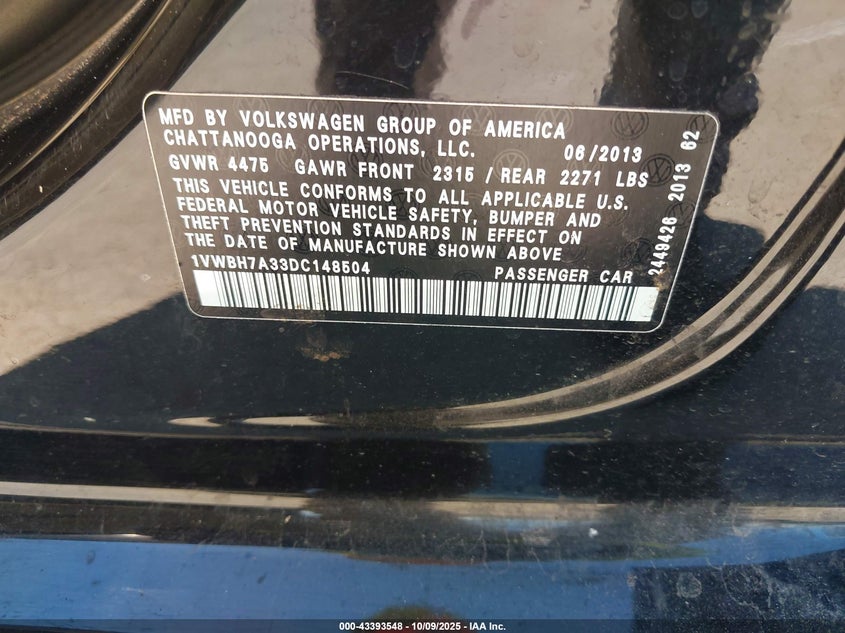 MFD BY VOLKSWAGEN GROUP OF AMERICA
CHATTANOOGA OPERATIONS, LLC. 06/2013
GVWR 4475 GAWR FRONT 2315 / REAR 2271 LBS
THIS VEHICLE CONFORMS TO ALL APPLICABLE U.S.
FEDERAL MOTOR VEHICLE SAFETY, BUMPER AND
THEFT PREVENTION STANDARDS IN EFFECT ON
THE DATE OF MANUFACTURE SHOWN ABOVE
1VWBH7A33DC148504 PASSENGER CAR
2449426 2013 62
000-43393548 - 10/09/2025 - IAA Inc.